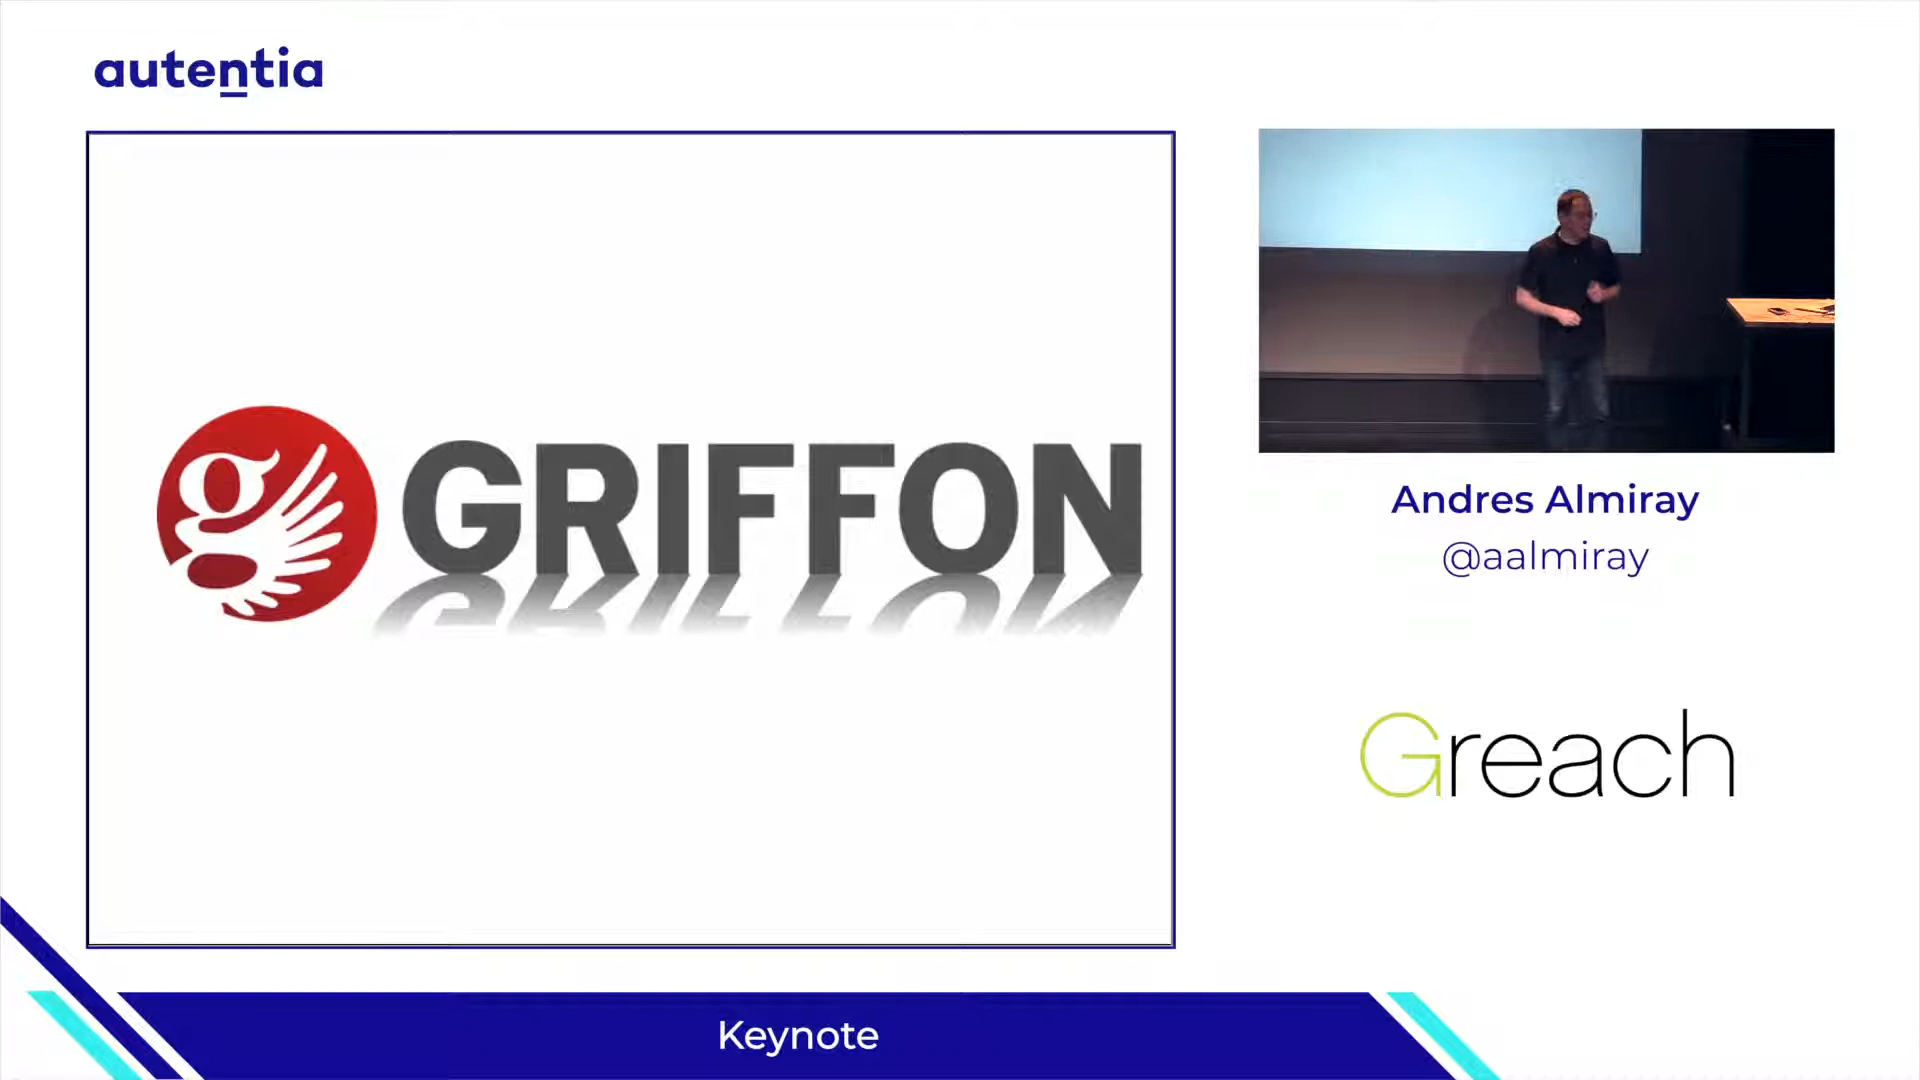 autentia
g GRIFFON
Andres Almiray
@aalmiray
Greach
Keynote